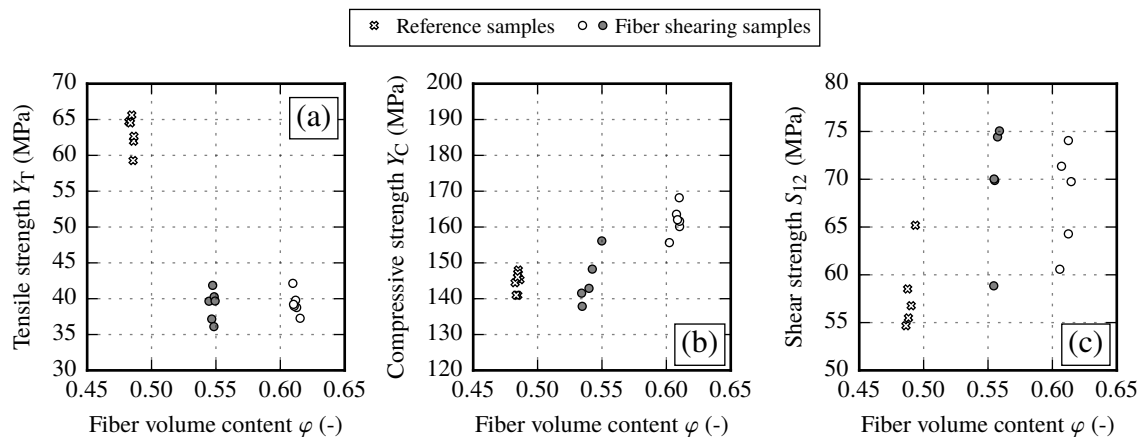 Reference samples Fiber shearing samples
70
65
60
55
50
45
40
35
30
0.45 0.50 0.55 0.60 0.65
Tensile strength Y_T (MPa)
Fiber volume content φ (-)
(a)
200
190
180
170
160
150
140
130
120
0.45 0.50 0.55 0.60 0.65
Compressive strength Y_C (MPa)
Fiber volume content φ (-)
(b)
80
75
70
65
60
55
50
0.45 0.50 0.55 0.60 0.65
Shear strength S_12 (MPa)
Fiber volume content φ (-)
(c)